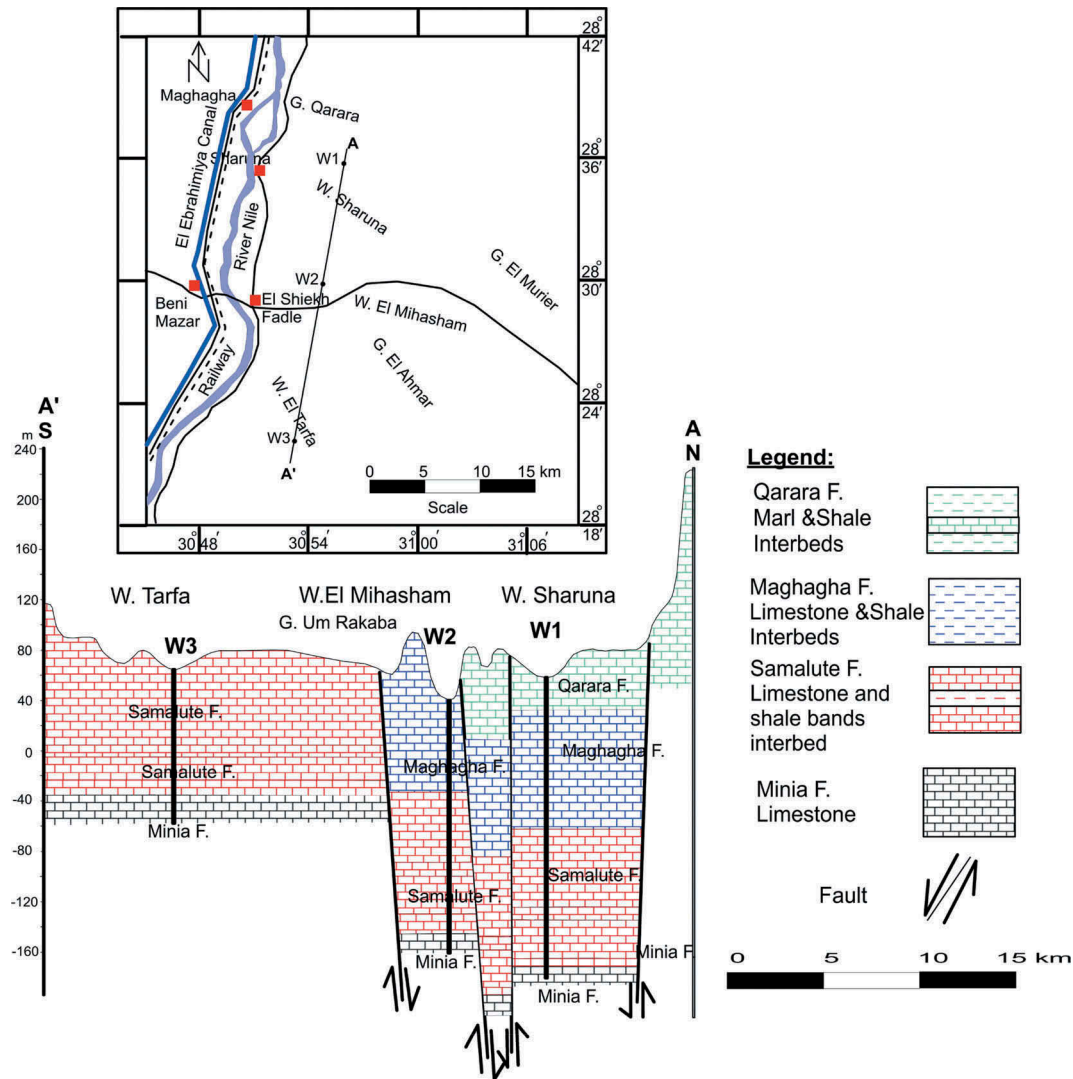 28°
42′
N
Maghagha
G. Qarara
El Ebrahimiya Canal
A
W1
28°
36′
Sharuna
W. Sharuna
River Nile
G. El Murier
W2
28°
30′
Beni
Mazar
El Shiekh
Fadle
W. El Mihasham
G. El Ahmar
Railway
W. El Tarfa
28°
24′
W3
A'
0 5 10 15 km
Scale
28°
18′
30°48′
30°54′
31°00′
31°06′
A'
S
m
240
200
160
120
80
40
0
-40
-80
-120
-160
A
N
W. Tarfa
W.El Mihasham
W. Sharuna
G. Um Rakaba
W3
W2
W1
Qarara F.
Samalute F.
Maghagha F.
Samalute F.
Maghagha F.
Minia F.
Samalute F.
Samalute F.
Minia F.
Minia F.
Minia F.
Legend:
Qarara F.
Marl &Shale
Interbeds
Maghagha F.
Limestone &Shale
Interbeds
Samalute F.
Limestone and
shale bands
interbed
Minia F.
Limestone
Fault
0 5 10 15 km